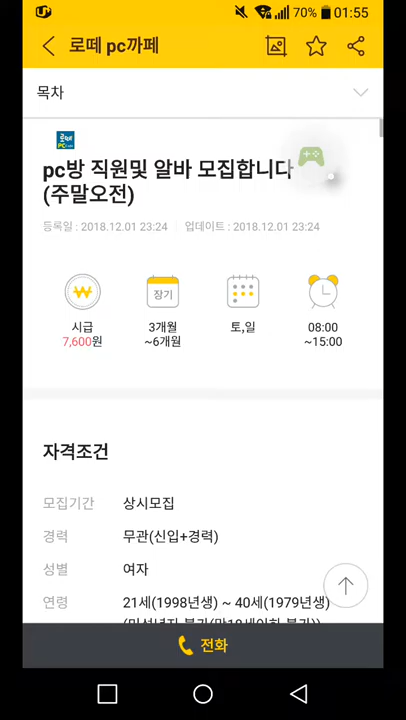 70% 01:55
로떼 pc까페
목차
로떼
PC
pc방 직원및 알바 모집합니다
(주말오전)
등록일 : 2018.12.01 23:24 업데이트 : 2018.12.01 23:24
₩ 장기
시급 3개월 토,일 08:00
7,600원 ~6개월 ~15:00
자격조건
모집기간 상시모집
경력 무관(신입+경력)
성별 여자
연령 21세(1998년생) ~ 40세(1979년생)
전화